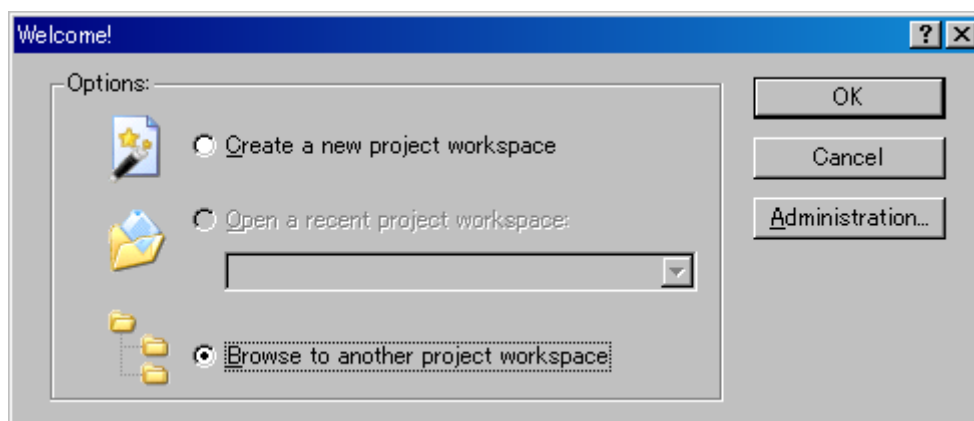 Welcome!
Options:
Create a new project workspace
Open a recent project workspace:
Browse to another project workspace
OK
Cancel
Administration...